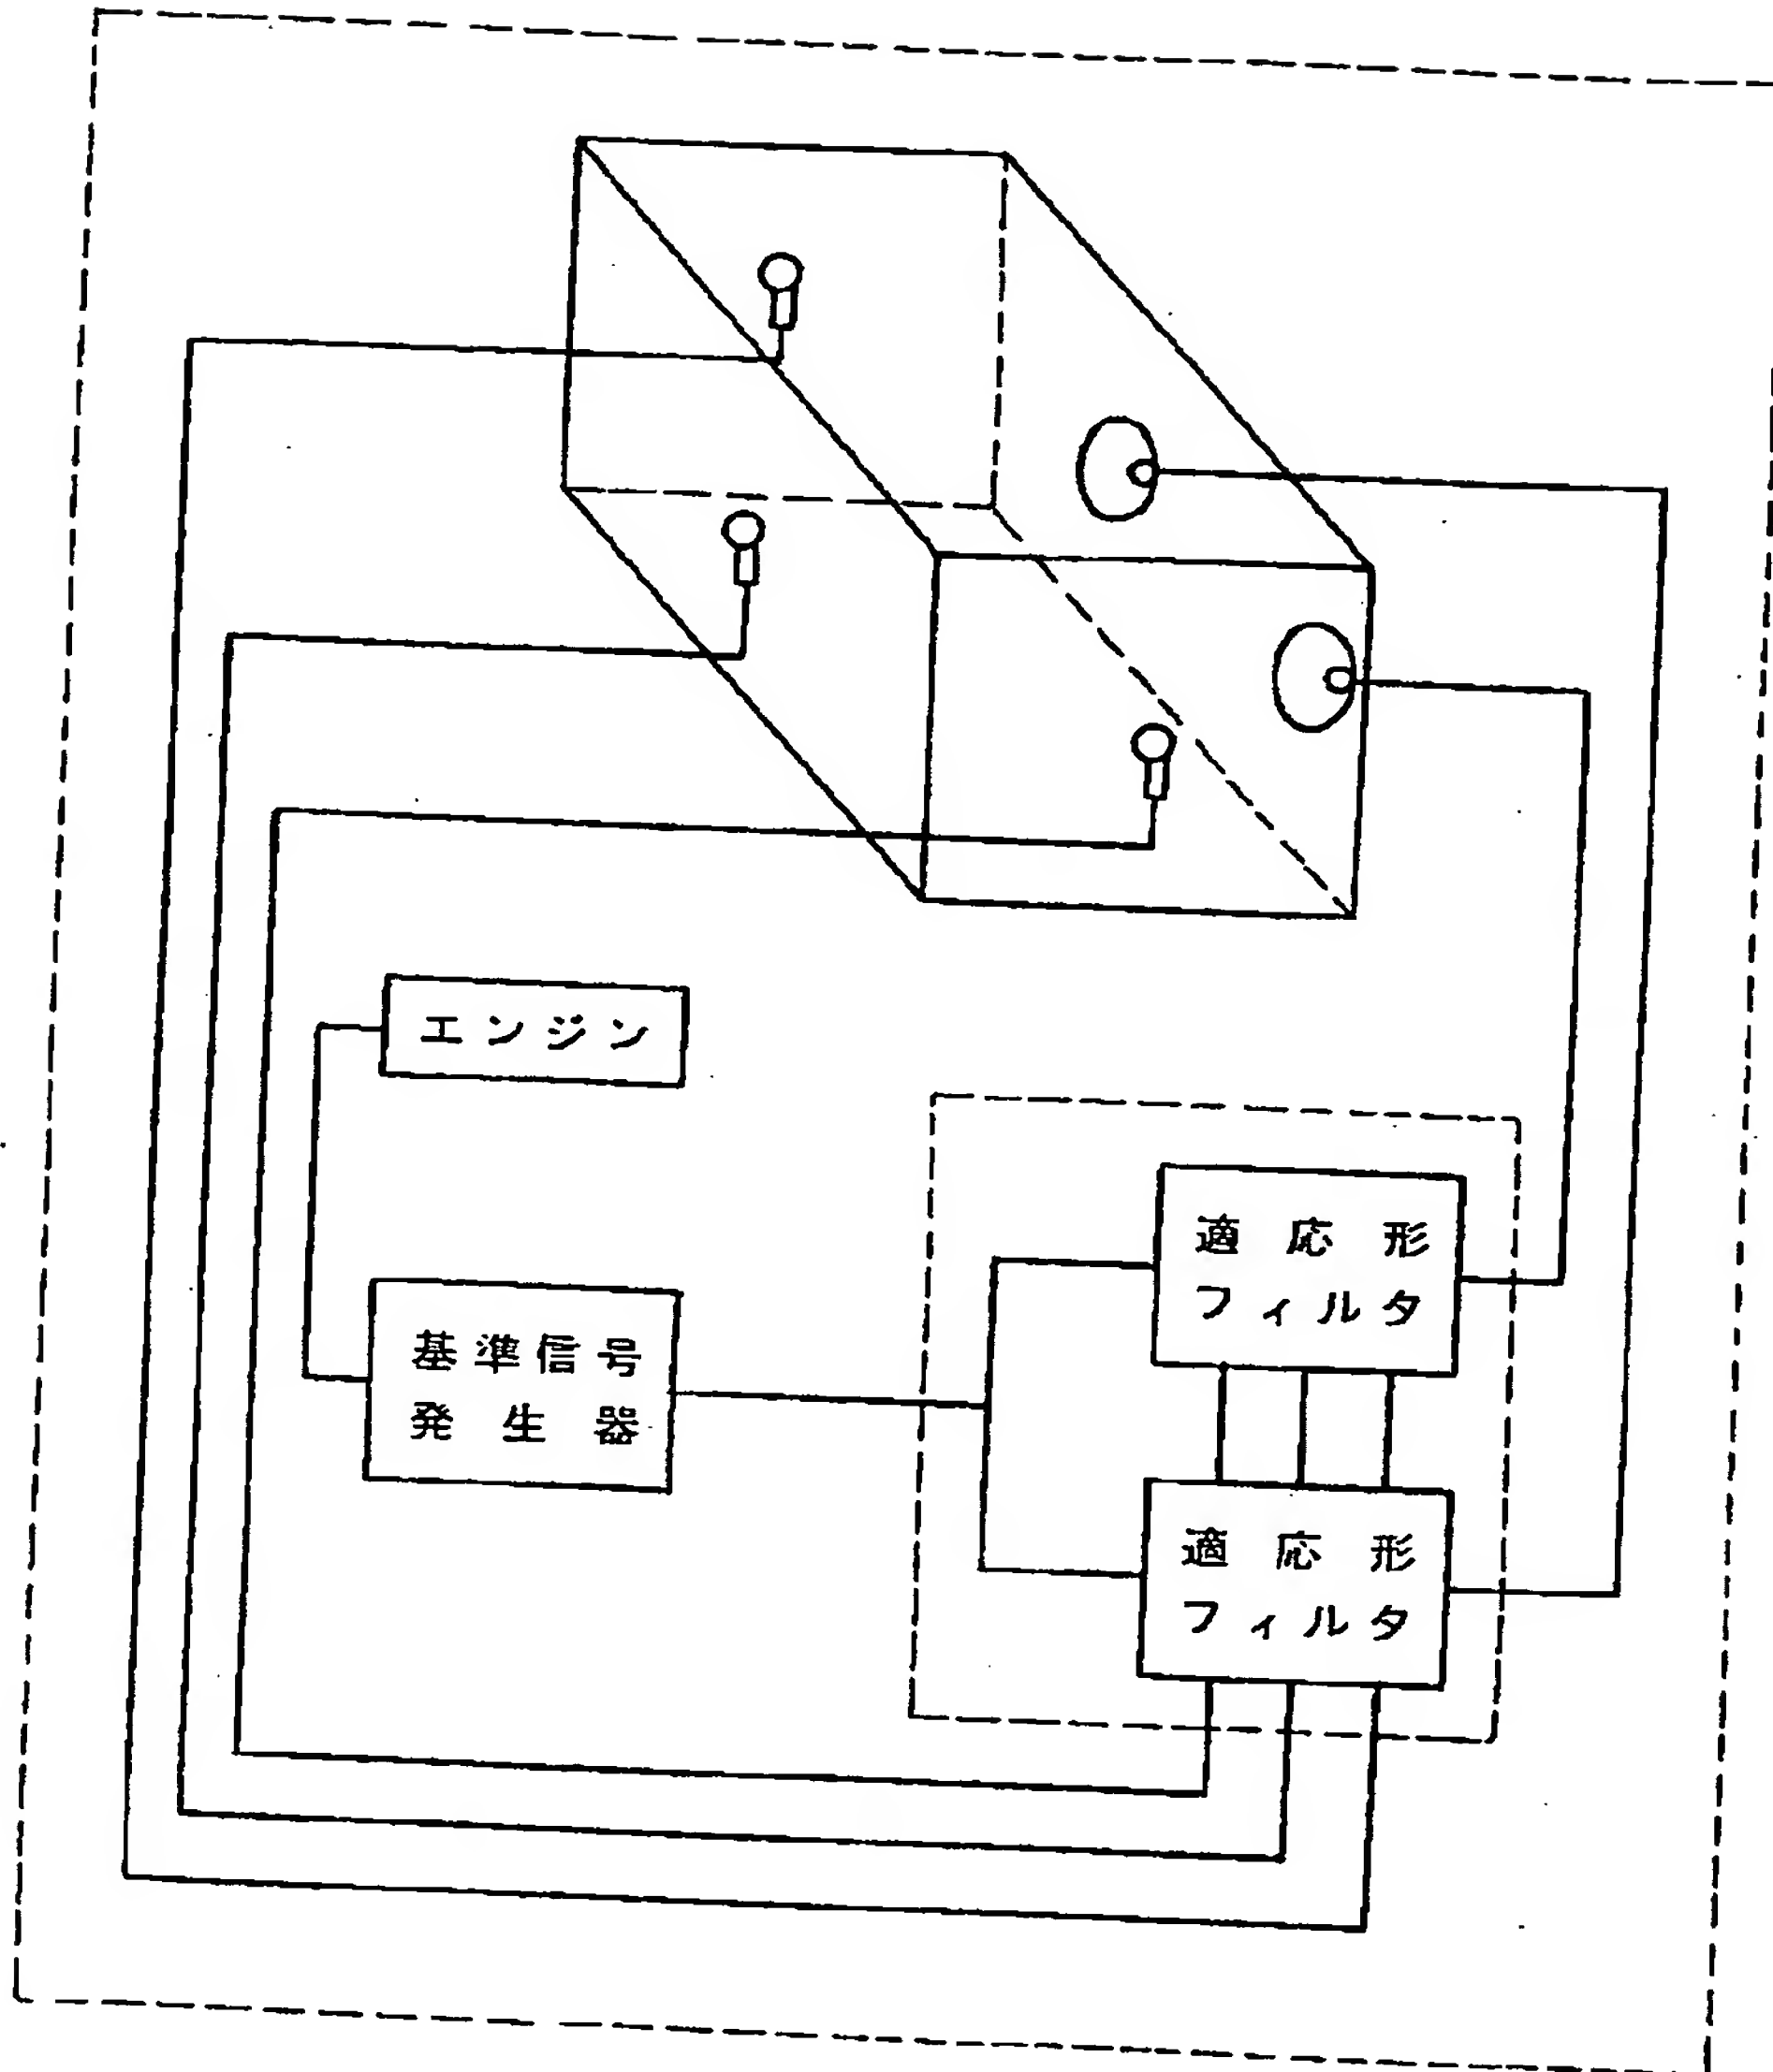 エンジン
適応形
フィルタ
基準信号
発生器
適応形
フィルタ